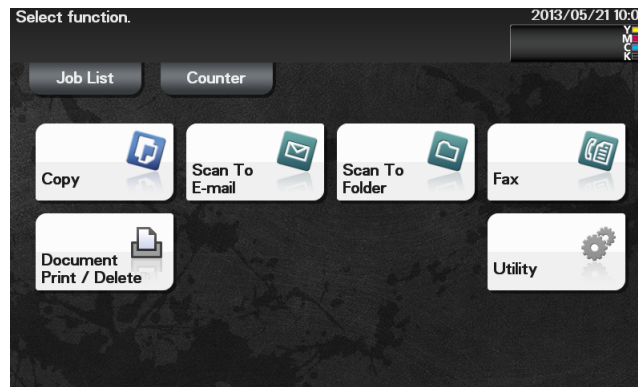 Select function.
2013/05/21 10:0
Y
M
C
K
Job List
Counter
Copy
Scan To
E-mail
Scan To
Folder
Fax
Document
Print / Delete
Utility